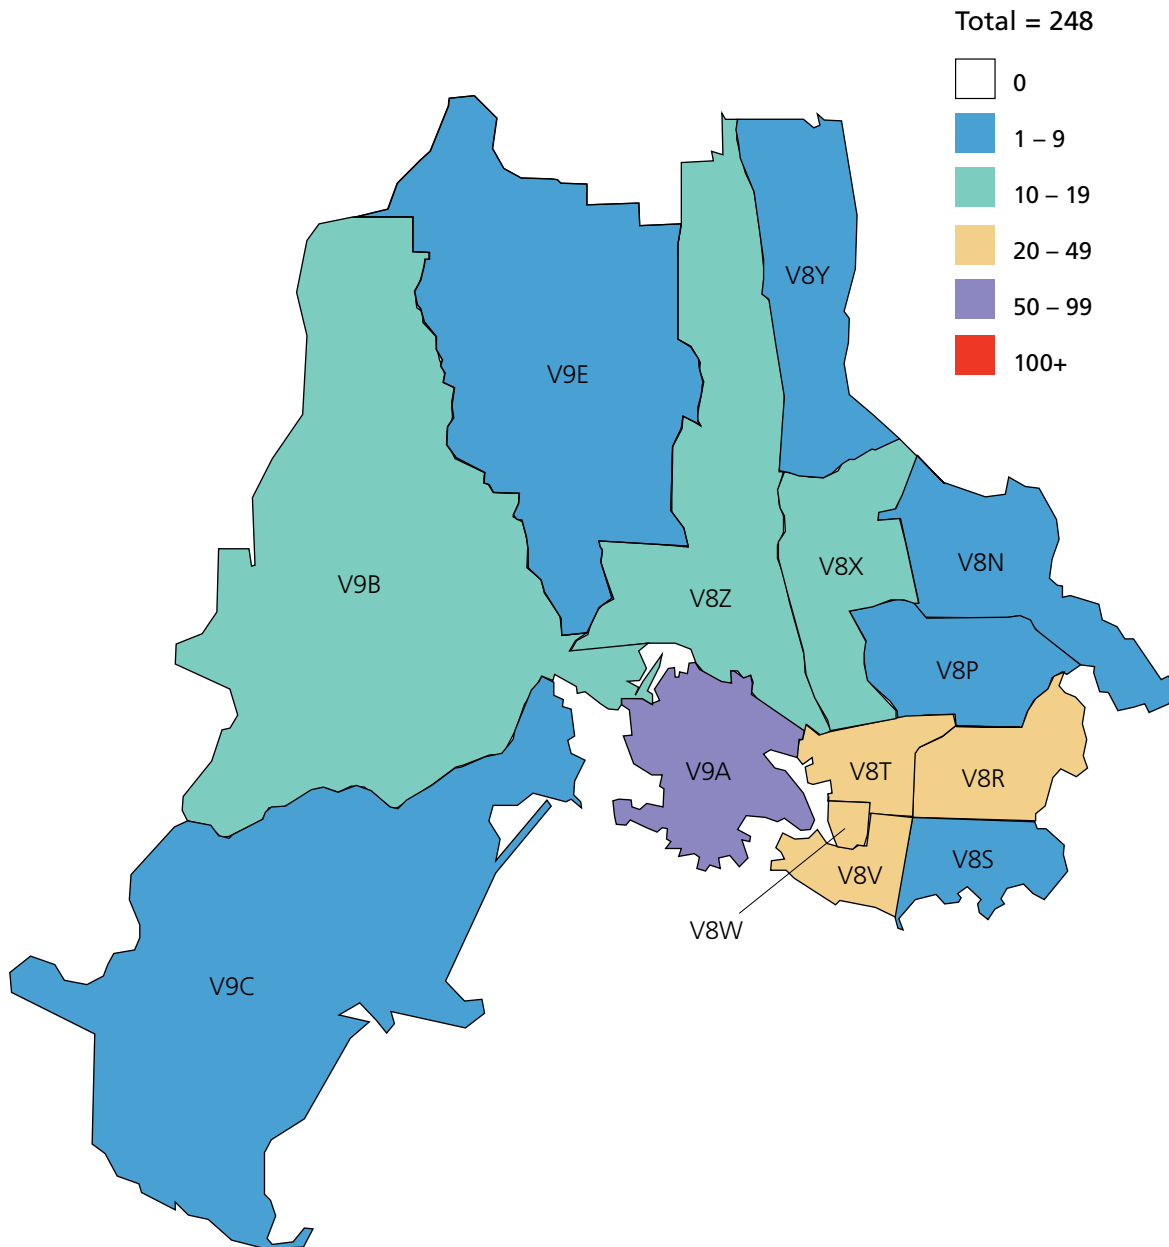 Total = 248
0
1 – 9
10 – 19
20 – 49
50 – 99
100+
V8Y
V9E
V8X
V8N
V9B
V8Z
V8P
V9A
V8T
V8R
V8S
V8V
V8W
V9C